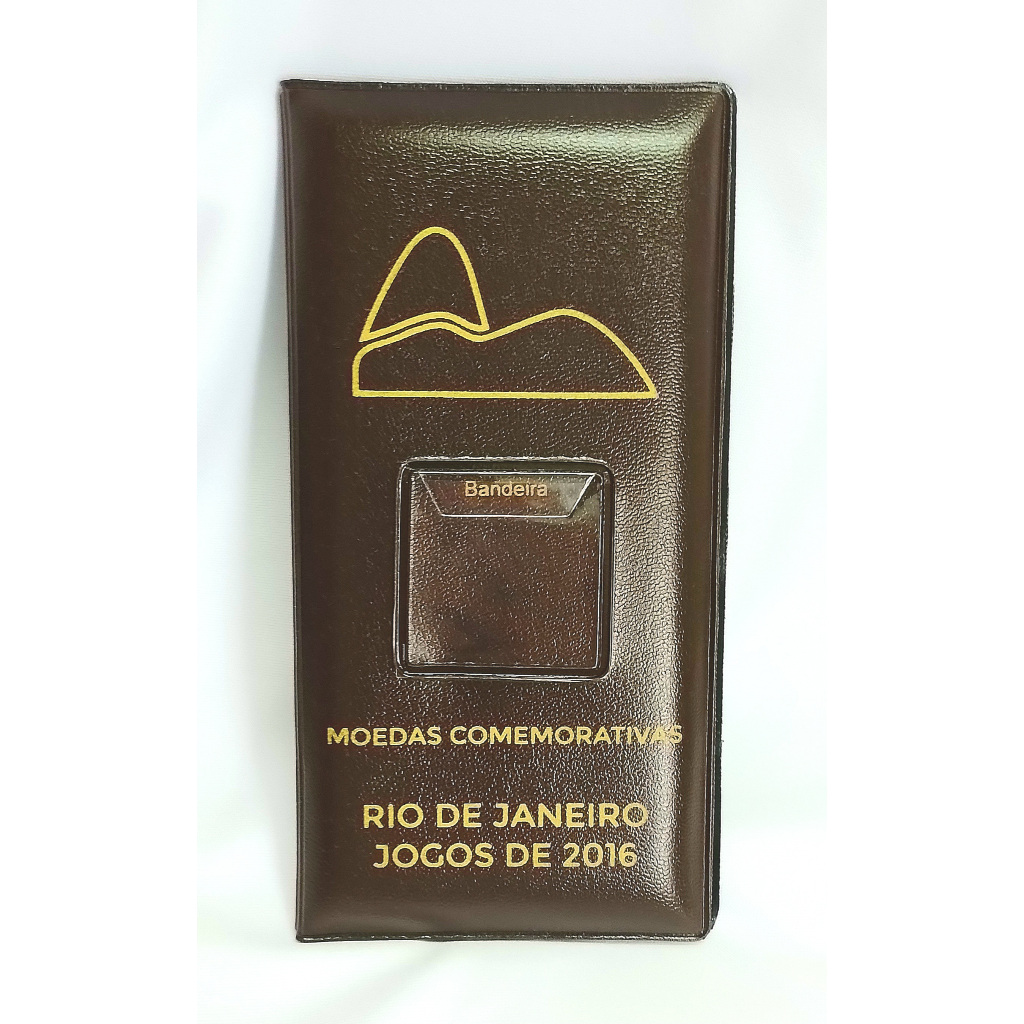 Bandeira
MOEDAS COMEMORATIVAS
RIO DE JANEIRO
JOGOS DE 2016